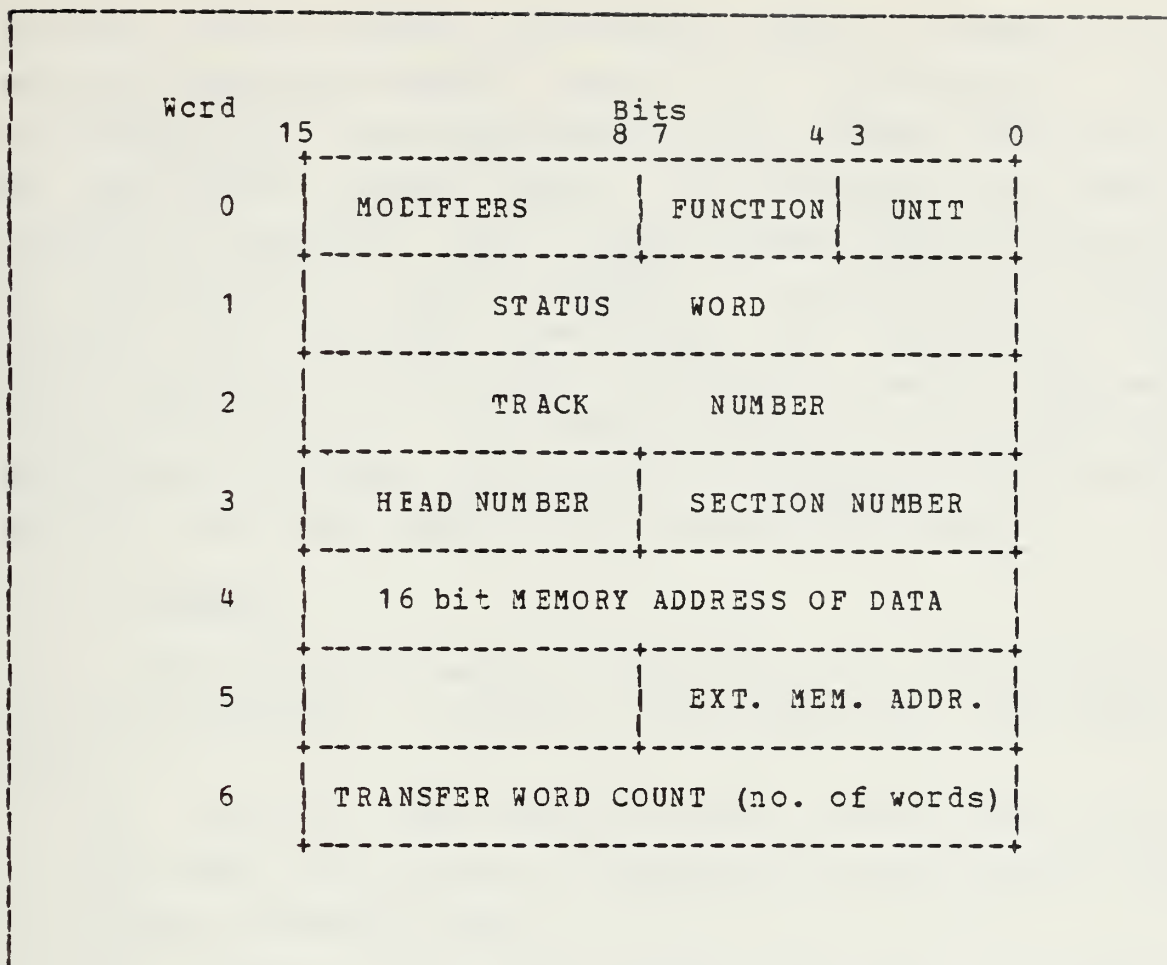 Word
Bits
15 8 7 4 3 0
0 MODIFIERS FUNCTION UNIT
1 STATUS WORD
2 TRACK NUMBER
3 HEAD NUMBER SECTION NUMBER
4 16 bit MEMORY ADDRESS OF DATA
5 EXT. MEM. ADDR.
6 TRANSFER WORD COUNT (no. of words)